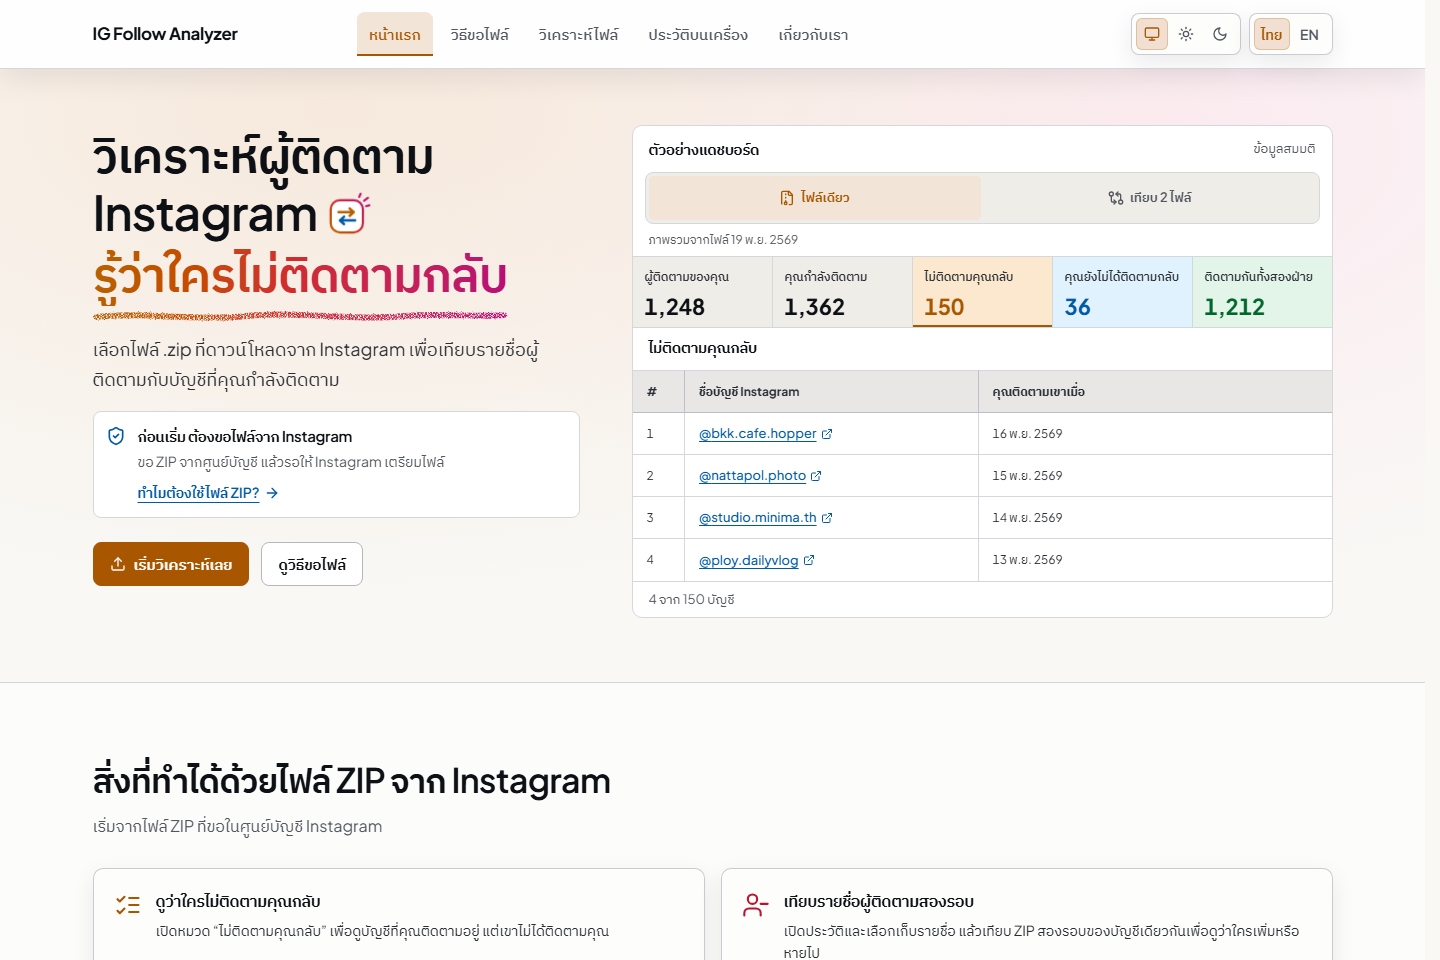 IG Follow Analyzer
หน้าแรก
วิธีขอไฟล์
วิเคราะห์ไฟล์
ประวัติบนเครื่อง
เกี่ยวกับเรา
ไทย
EN
วิเคราะห์ผู้ติดตาม
Instagram
รู้ว่าใครไม่ติดตามกลับ
เลือกไฟล์ .zip ที่ดาวน์โหลดจาก Instagram เพื่อเทียบรายชื่อผู้
ติดตามกับบัญชีที่คุณกำลังติดตาม
ก่อนเริ่ม ต้องขอไฟล์จาก Instagram
ขอ ZIP จากศูนย์บัญชี แล้วรอให้ Instagram เตรียมไฟล์
ทำไมต้องใช้ไฟล์ ZIP?
เริ่มวิเคราะห์เลย
ดูวิธีขอไฟล์
ตัวอย่างแดชบอร์ด
ข้อมูลสมมติ
ไฟล์เดียว
เทียบ 2 ไฟล์
ภาพรวมจากไฟล์ 19 พ.ย. 2569
ผู้ติดตามของคุณ
1,248
คุณกำลังติดตาม
1,362
ไม่ติดตามคุณกลับ
150
คุณยังไม่ได้ติดตามกลับ
36
ติดตามกันทั้งสองฝ่าย
1,212
ไม่ติดตามคุณกลับ
# ชื่อบัญชี Instagram คุณติดตามเขาเมื่อ
1 @bkk.cafe.hopper 16 พ.ย. 2569
2 @nattapol.photo 15 พ.ย. 2569
3 @studio.minima.th 14 พ.ย. 2569
4 @ploy.dailyvlog 13 พ.ย. 2569
4 จาก 150 บัญชี
สิ่งที่ทำได้ด้วยไฟล์ ZIP จาก Instagram
เริ่มจากไฟล์ ZIP ที่ขอในศูนย์บัญชี Instagram
ดูว่าใครไม่ติดตามคุณกลับ
เปิดหมวด “ไม่ติดตามคุณกลับ” เพื่อดูบัญชีที่คุณติดตามอยู่ แต่เขาไม่ได้ติดตามคุณ
เทียบรายชื่อผู้ติดตามสองรอบ
เปิดประวัติและเลือกเก็บรายชื่อ แล้วเทียบ ZIP สองรอบของบัญชีเดียวกันเพื่อดูว่าใครเพิ่มหรือ
หายไป